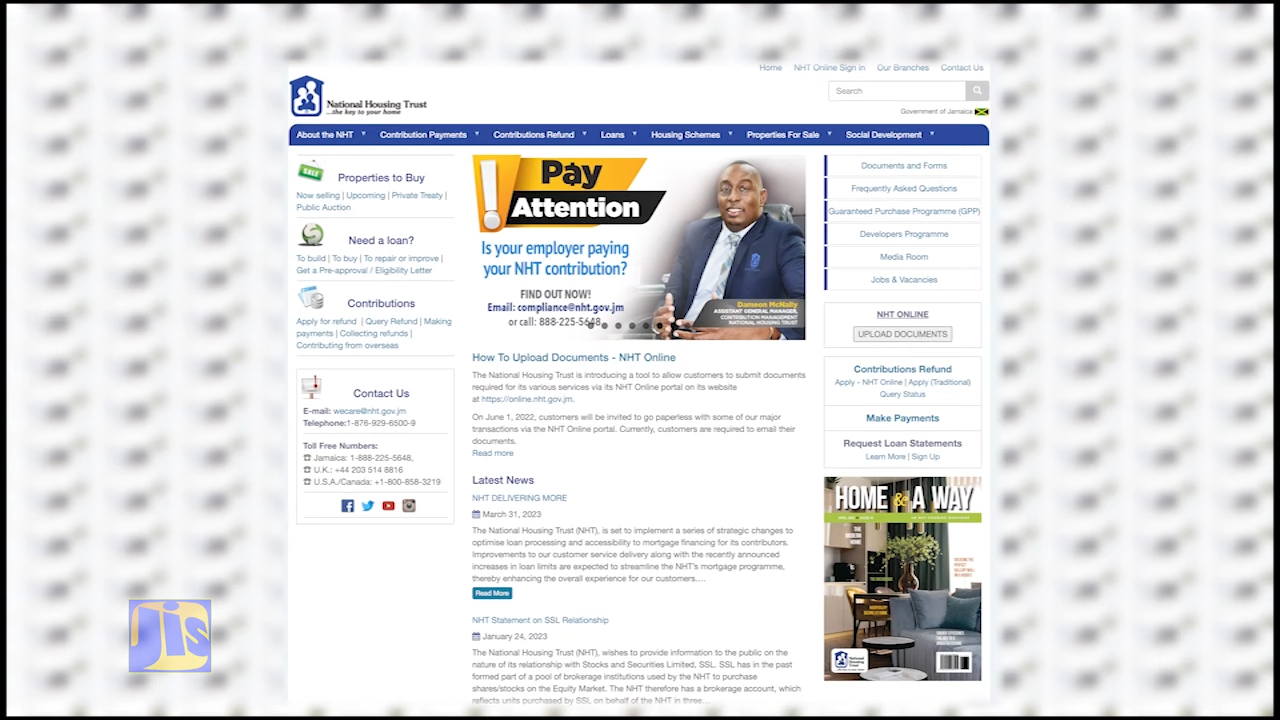 Home NHT Online Sign in Our Branches Contact Us
National Housing Trust
...the key to your home
Search
Government of Jamaica
About the NHT Contribution Payments Contributions Refund Loans Housing Schemes Properties For Sale Social Development
Properties to Buy
Now selling | Upcoming | Private Treaty |
Public Auction
Need a loan?
To build | To buy | To repair or improve |
Get a Pre-approval / Eligibility Letter
Contributions
Apply for refund | Query Refund | Making
payments | Collecting refunds |
Contributing from overseas
Contact Us
E-mail: wecare@nht.gov.jm
Telephone:1-876-929-6500-9
Toll Free Numbers:
Jamaica: 1-888-225-5648,
U.K.: +44 203 514 8816
U.S.A./Canada: +1-800-858-3219
Pay
Attention
Is your employer paying
your NHT contribution?
FIND OUT NOW!
Email: compliance@nht.gov.jm
or call: 888-225-5648
Dameon McNally
ASSISTANT GENERAL MANAGER,
CONTRIBUTION MANAGEMENT
NATIONAL HOUSING TRUST
How To Upload Documents - NHT Online
The National Housing Trust is introducing a tool to allow customers to submit documents
required for its various services via its NHT Online portal on its website
at https://online.nht.gov.jm.
On June 1, 2022, customers will be invited to go paperless with some of our major
transactions via the NHT Online portal. Currently, customers are required to email their
documents.
Read more
Latest News
NHT DELIVERING MORE
March 31, 2023
The National Housing Trust (NHT), is set to implement a series of strategic changes to
optimise loan processing and accessibility to mortgage financing for its contributors.
Improvements to our customer service delivery along with the recently announced
increases in loan limits are expected to streamline the NHT's mortgage programme,
thereby enhancing the overall experience for our customers....
Read More
NHT Statement on SSL Relationship
January 24, 2023
The National Housing Trust (NHT), wishes to provide information to the public on the
nature of its relationship with Stocks and Securities Limited, SSL. SSL has in the past
formed part of a pool of brokerage institutions used by the NHT to purchase
shares/stocks on the Equity Market. The NHT therefore has a brokerage account, which
reflects units purchased by SSL on behalf of the NHT in three...
Documents and Forms
Frequently Asked Questions
Guaranteed Purchase Programme (GPP)
Developers Programme
Media Room
Jobs & Vacancies
NHT ONLINE
UPLOAD DOCUMENTS
Contributions Refund
Apply - NHT Online | Apply (Traditional)
Query Status
Make Payments
Request Loan Statements
Learn More | Sign Up
HOME & A WAY
National
Housing
Trust
jis